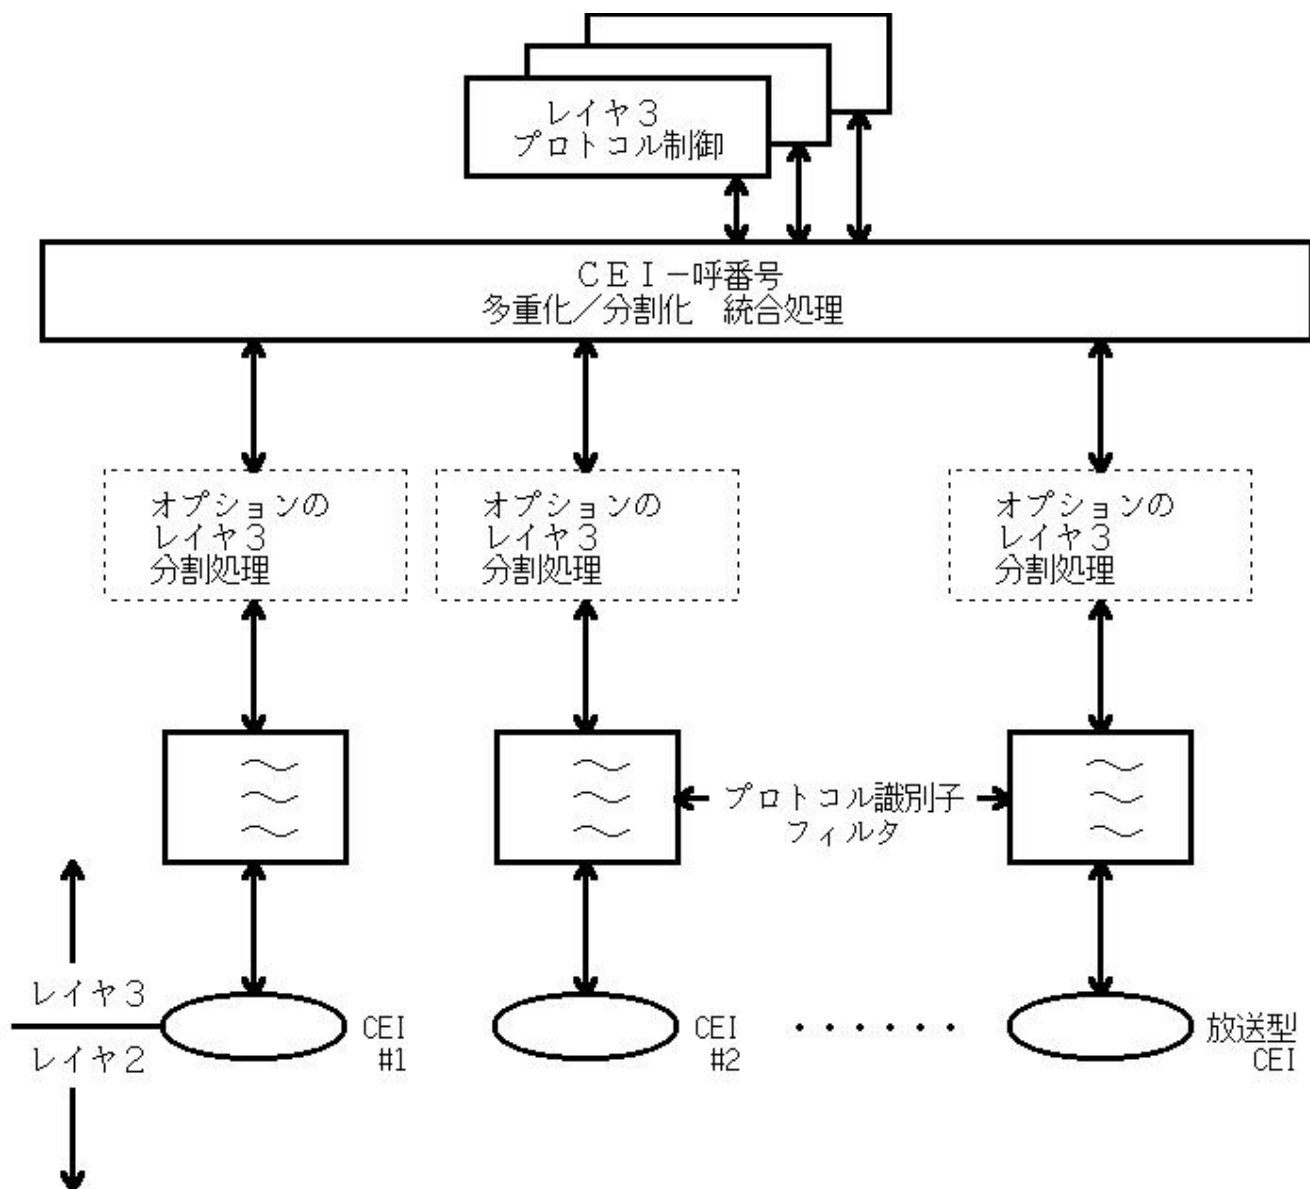 レイヤ3
プロトコル制御
CEI-呼番号
多重化/分割化 統合処理
オプションの
レイヤ3
分割処理
オプションの
レイヤ3
分割処理
オプションの
レイヤ3
分割処理
プロトコル識別子
フィルタ
レイヤ3
レイヤ2
CEI
#1
CEI
#2
放送型
CEI